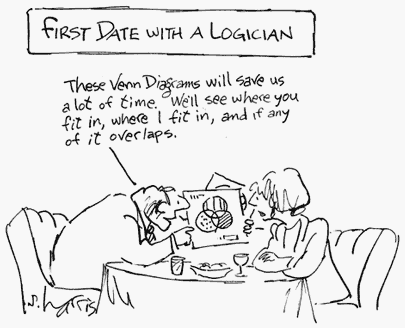 FIRST DATE WITH A LOGICIAN
These Venn Diagrams will save us
a lot of time. We'll see where you
fit in, where I fit in, and if any
of it overlaps.
S. harris